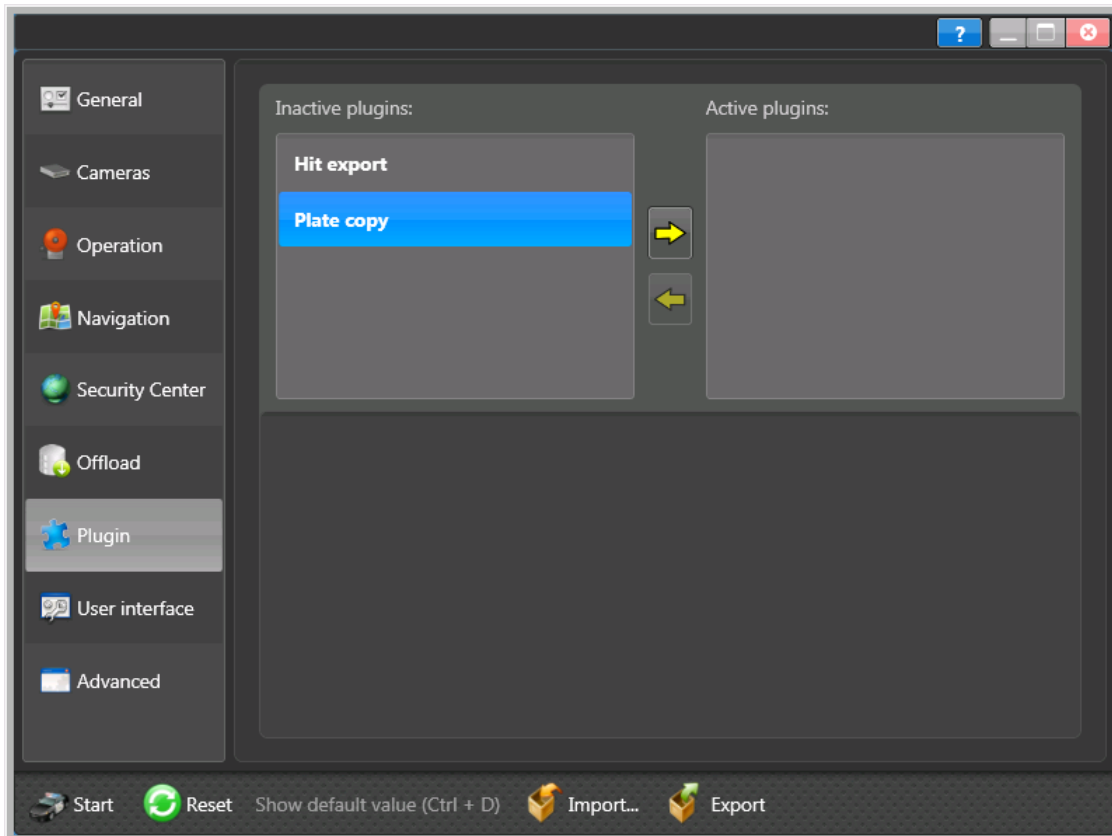 ?
General
Cameras
Operation
Navigation
Security Center
Offload
Plugin
User interface
Advanced
Inactive plugins:
Hit export
Plate copy
Active plugins:
Start Reset Show default value (Ctrl + D) Import... Export